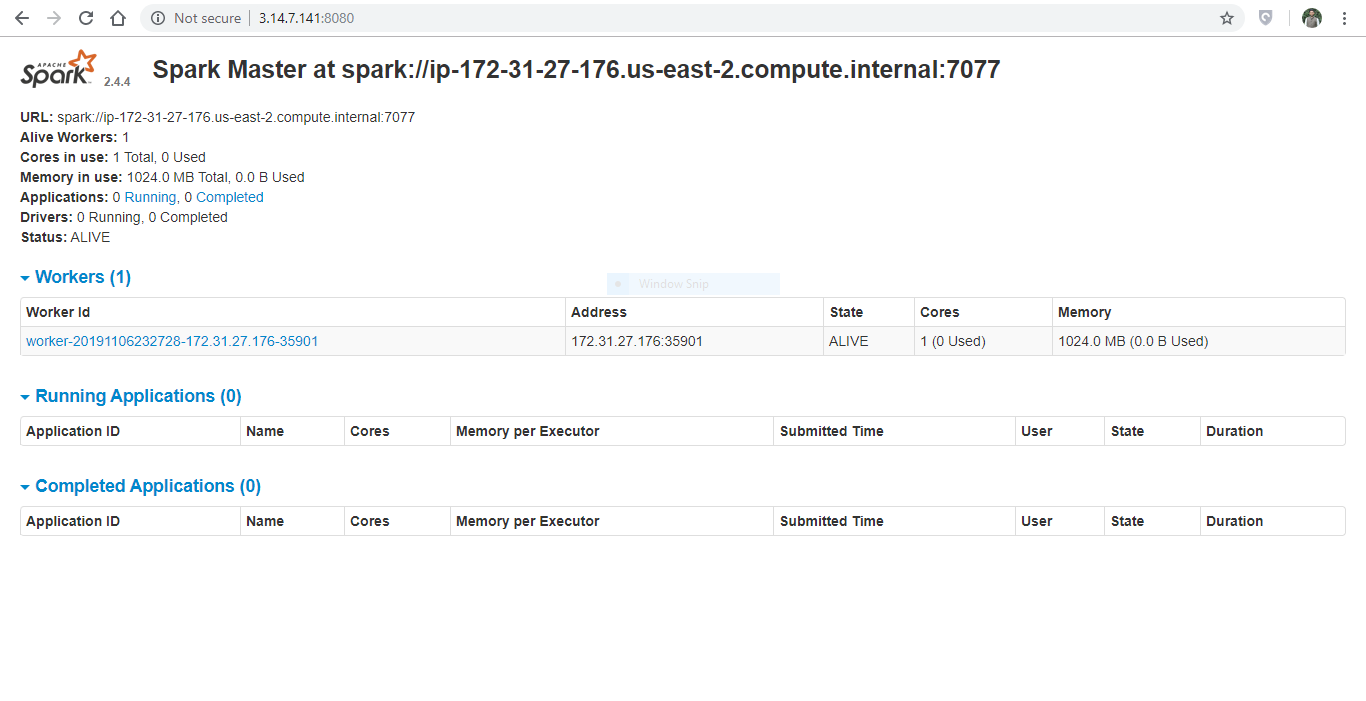 Not secure 3.14.7.141:8080
APACHE Spark 2.4.4 Spark Master at spark://ip-172-31-27-176.us-east-2.compute.internal:7077
URL: spark://ip-172-31-27-176.us-east-2.compute.internal:7077
Alive Workers: 1
Cores in use: 1 Total, 0 Used
Memory in use: 1024.0 MB Total, 0.0 B Used
Applications: 0 Running, 0 Completed
Drivers: 0 Running, 0 Completed
Status: ALIVE
Workers (1)
Window Snip
Worker Id Address State Cores Memory
worker-20191106232728-172.31.27.176-35901 172.31.27.176:35901 ALIVE 1 (0 Used) 1024.0 MB (0.0 B Used)
Running Applications (0)
Application ID Name Cores Memory per Executor Submitted Time User State Duration
Completed Applications (0)
Application ID Name Cores Memory per Executor Submitted Time User State Duration